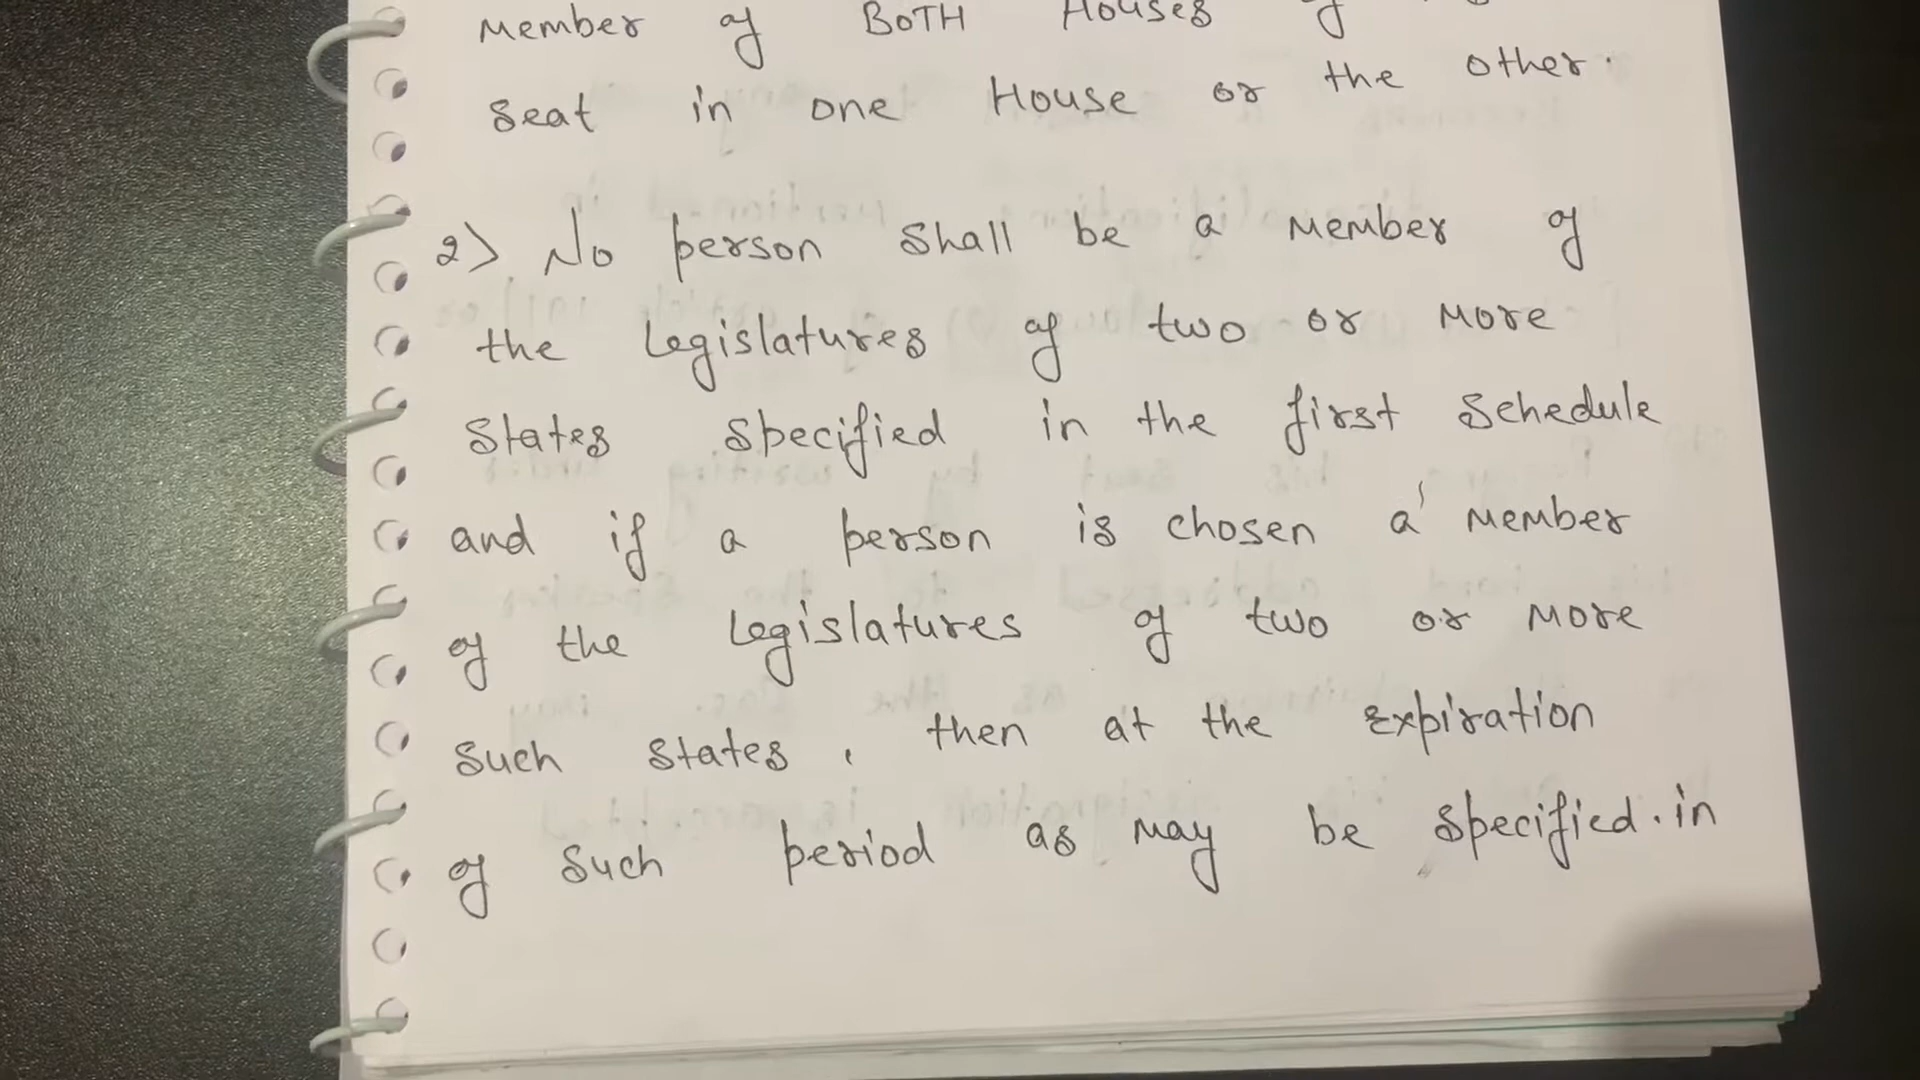 Member of BOTH Houses
seat in one House or the other.
2) No person shall be a Member of
the Legislatures of two or More
States specified in the first Schedule
and if a person is chosen a Member
of the Legislatures of two or More
such states, then at the Expiration
of such period as may be specified in